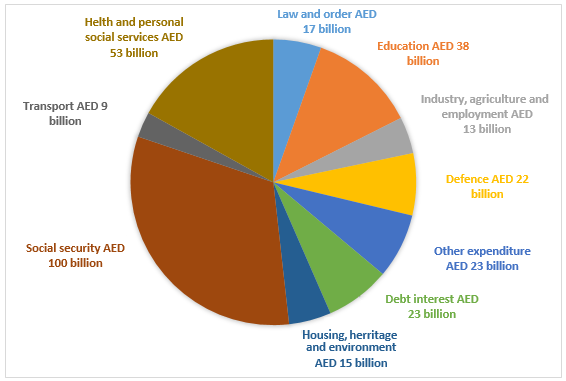 Law and order AED
17 billion
Education AED 38
billion
Industry, agriculture and
employment AED
13 billion
Defence AED 22
billion
Other expenditure
AED 23 billion
Debt interest AED
23 billion
Housing, herritage
and environment
AED 15 billion
Social security AED
100 billion
Transport AED 9
billion
Helth and personal
social services AED
53 billion